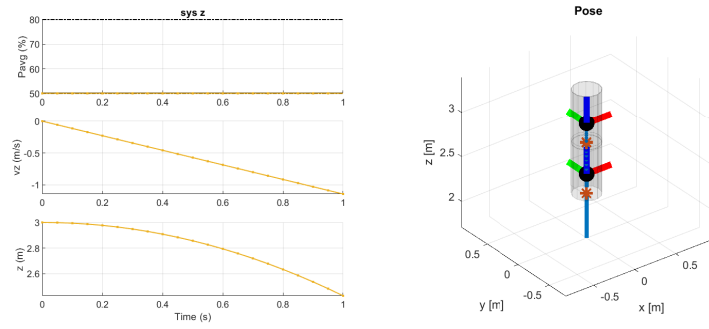 sys z
Pavg (%)
80
70
60
50
0 0.2 0.4 0.6 0.8 1
vz (m/s)
0
-0.5
-1
0 0.2 0.4 0.6 0.8 1
z (m)
3
2.8
2.6
0 0.2 0.4 0.6 0.8 1
Time (s)
Pose
z [m]
3
2.5
2
y [m]
0.5
0
-0.5
x [m]
-0.5
0
0.5